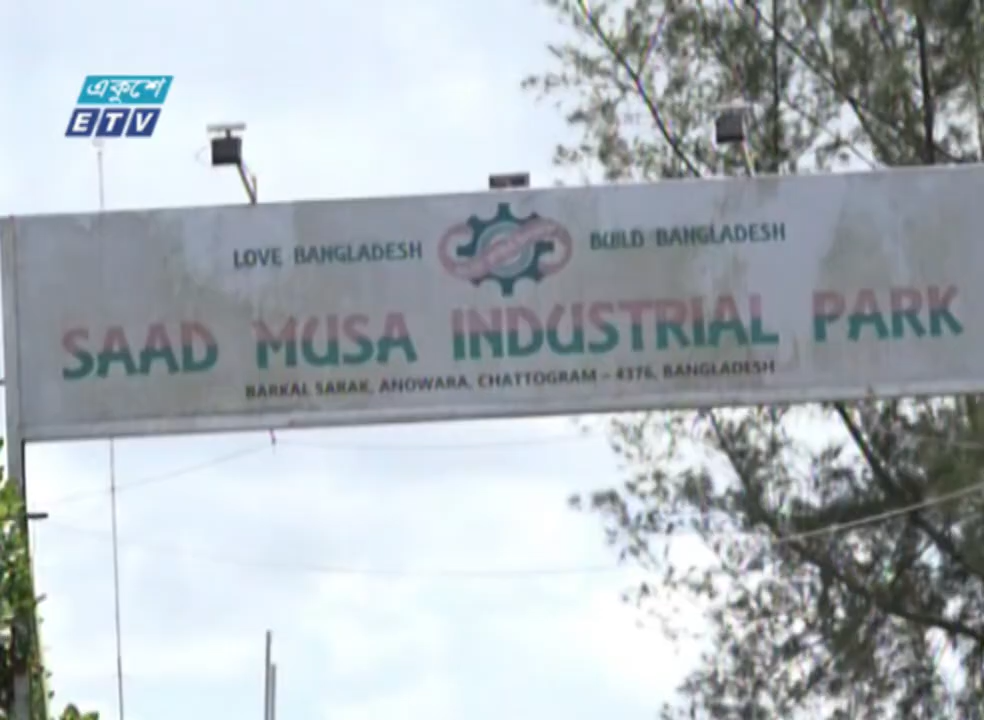 একুশে
ETV
LOVE BANGLADESH BUILD BANGLADESH
SAAD MUSA INDUSTRIAL PARK
BARKAL SARAK, ANOWARA, CHATTOGRAM - 4376, BANGLADESH